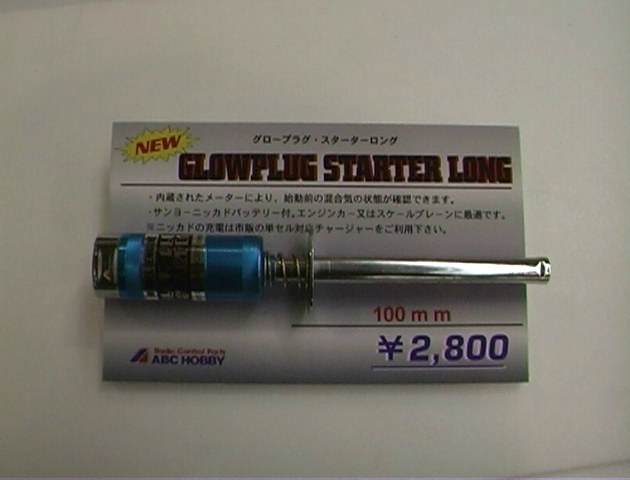 NEW
グロープラグ・スターターロング
GLOWPLUG STARTER LONG
・内蔵されたメーターにより、始動前の混合気の状態が確認できます。
・サンヨーニッカドバッテリー付。エンジンカー又はスケールプレーンに最適です。
※ニッカドの充電は市販の単セル対応チャージャーをご利用下さい。
100mm
¥2,800
Radio Control Parts
ABC HOBBY